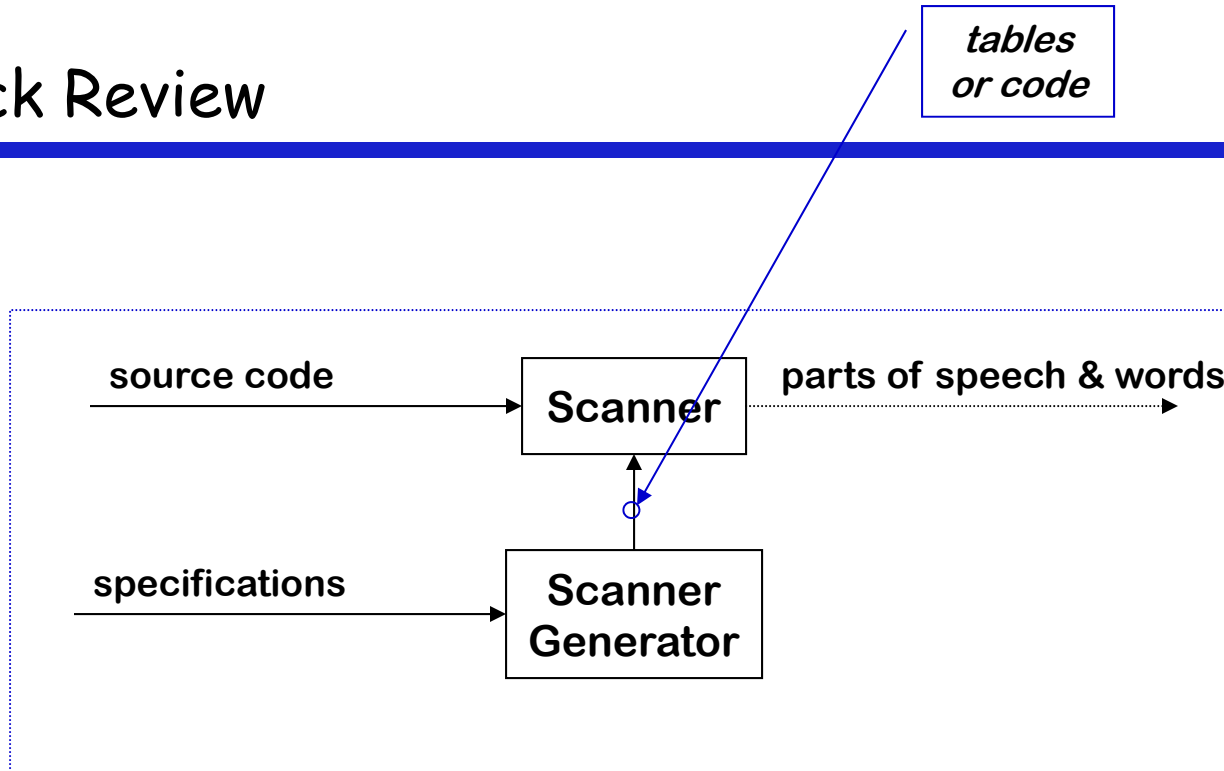 tables
or code
ck Review
source code
Scanner
parts of speech & words
specifications
Scanner
Generator